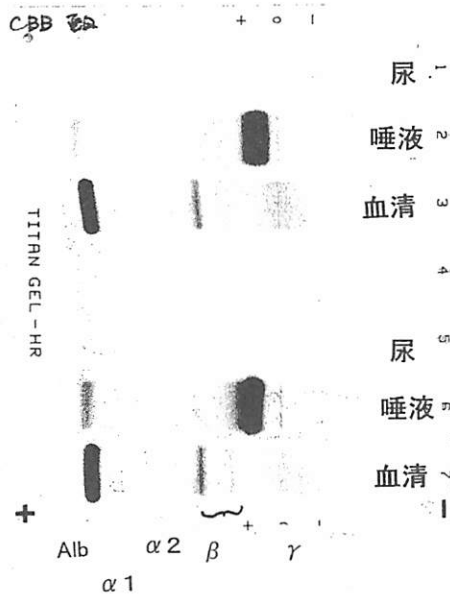 CBB
+ o −
尿 1
唾液 2
血清 3
4
TITAN GEL-HR
尿 5
唾液 6
血清 7
+ −
+ −
Alb α2 β γ
α1